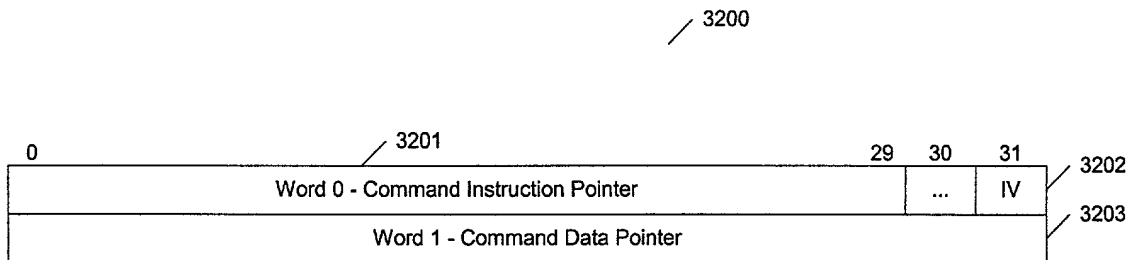 3200
0 3201 29 30 31
Word 0 - Command Instruction Pointer ... IV 3202
3203
Word 1 - Command Data Pointer